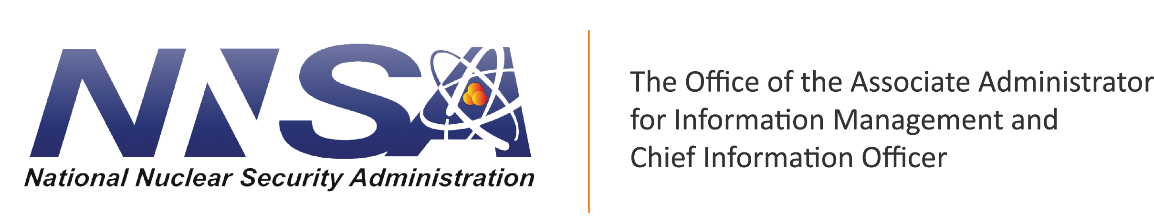 NNSA
National Nuclear Security Administration
The Office of the Associate Administrator
for Information Management and
Chief Information Officer